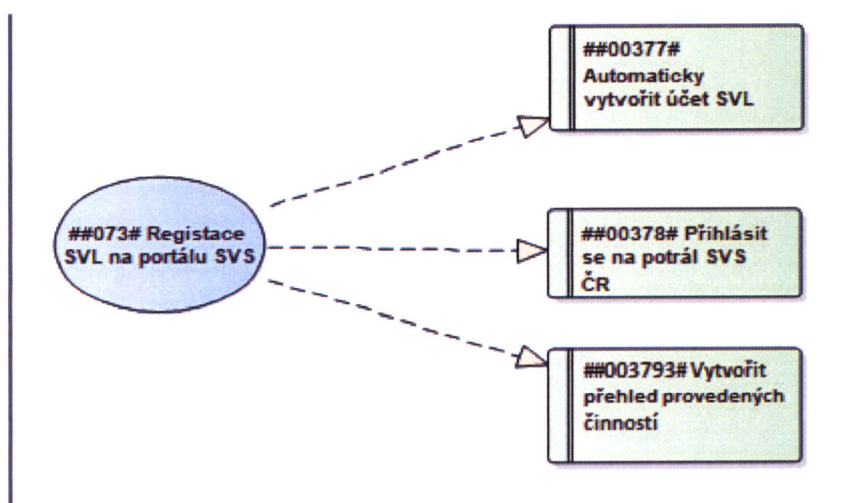 ##00377#
Automaticky
vytvořit účet SVL
##073# Registace
SVL na portálu SVS
##00378# Přihlásit
se na potrál SVS
ČR
##003793# Vytvořit
přehled provedených
činností